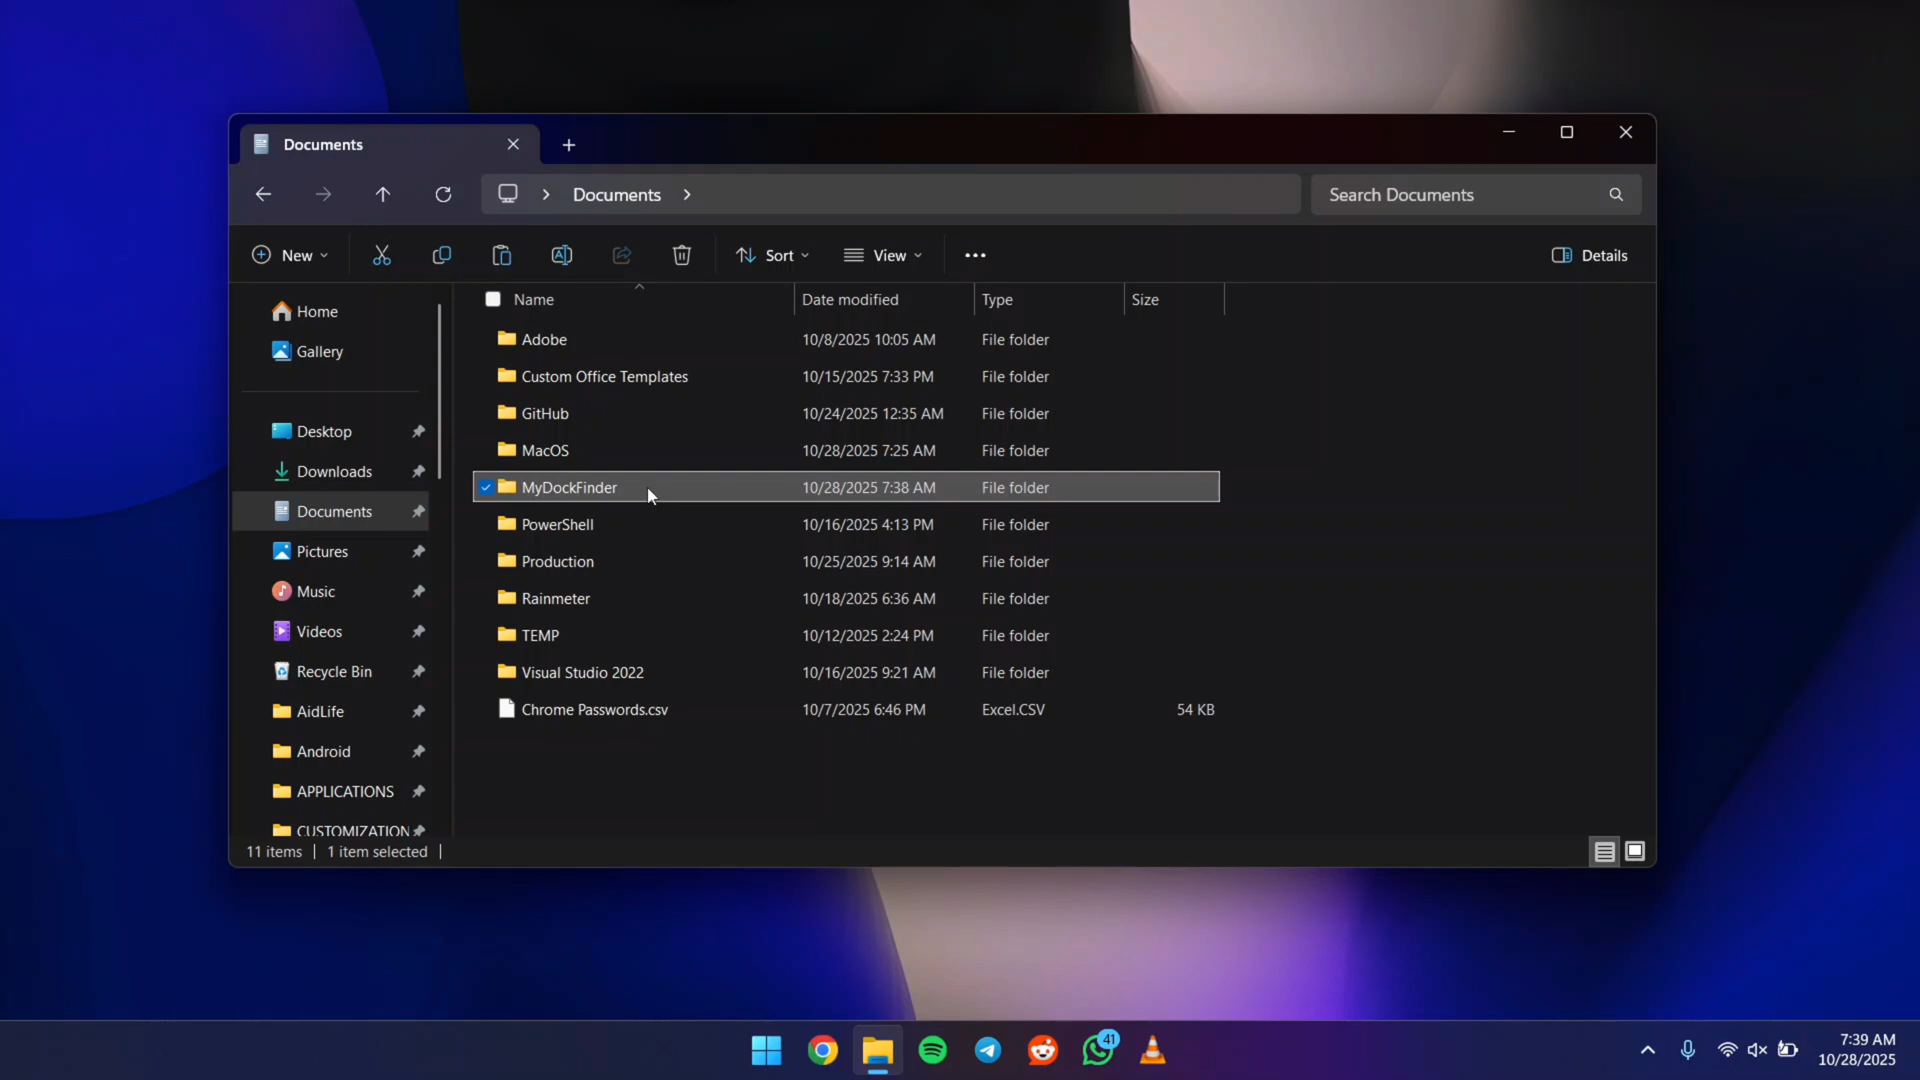 Documents
Documents
Search Documents
New
Sort
View
Details
Home
Gallery
Desktop
Downloads
Documents
Pictures
Music
Videos
Recycle Bin
AidLife
Android
APPLICATIONS
CUSTOMIZATION
Name Date modified Type Size
Adobe 10/8/2025 10:05 AM File folder
Custom Office Templates 10/15/2025 7:33 PM File folder
GitHub 10/24/2025 12:35 AM File folder
MacOS 10/28/2025 7:25 AM File folder
MyDockFinder 10/28/2025 7:38 AM File folder
PowerShell 10/16/2025 4:13 PM File folder
Production 10/25/2025 9:14 AM File folder
Rainmeter 10/18/2025 6:36 AM File folder
TEMP 10/12/2025 2:24 PM File folder
Visual Studio 2022 10/16/2025 9:21 AM File folder
Chrome Passwords.csv 10/7/2025 6:46 PM Excel.CSV 54 KB
11 items 1 item selected
41
7:39 AM
10/28/2025